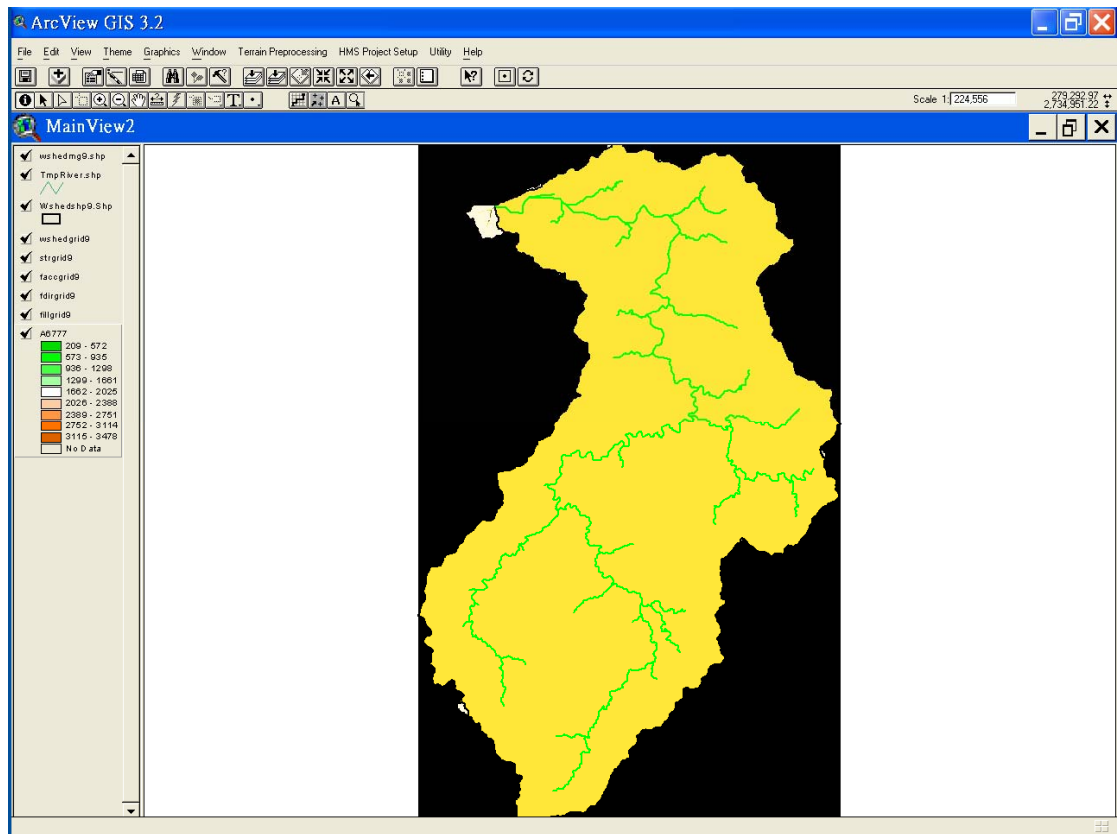 ArcView GIS 3.2
File Edit View Theme Graphics Window Terrain Preprocessing HMS Project Setup Utility Help
Scale 1: 224,556
279,292.97
2,734,951.22
MainView2
wshedmg9.shp
TmpRiver.shp
Wshedshp9.Shp
wshedgrid9
strgrid9
faccgrid9
fdirgrid9
fillgrid9
A6777
209 - 572
573 - 935
936 - 1298
1299 - 1661
1662 - 2025
2026 - 2388
2389 - 2751
2752 - 3114
3115 - 3478
No Data